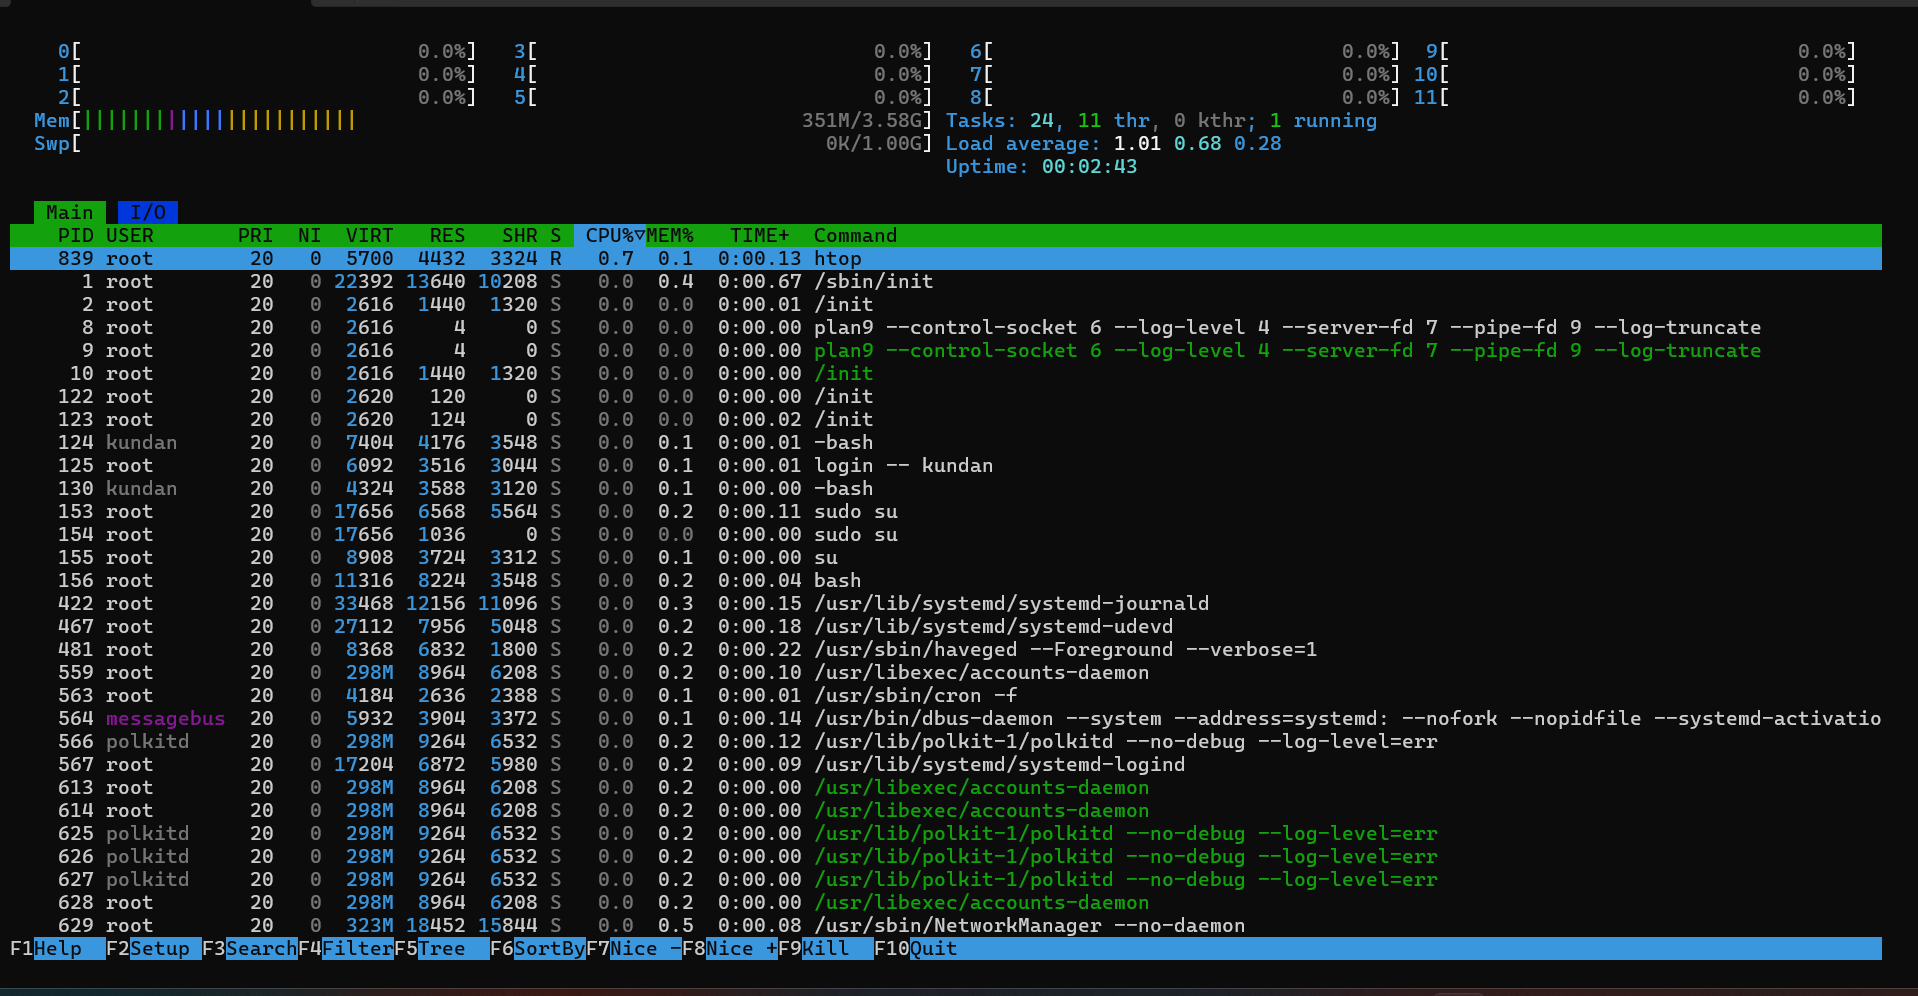 0[ 0.0%] 3[ 0.0%] 6[ 0.0%] 9[ 0.0%]
1[ 0.0%] 4[ 0.0%] 7[ 0.0%] 10[ 0.0%]
2[ 0.0%] 5[ 0.0%] 8[ 0.0%] 11[ 0.0%]
Mem[||||||||||||||||||||||| 351M/3.58G] Tasks: 24, 11 thr, 0 kthr; 1 running
Swp[ 0K/1.00G] Load average: 1.01 0.68 0.28
Uptime: 00:02:43
Main I/O
PID USER PRI NI VIRT RES SHR S CPU%▽MEM% TIME+ Command
839 root 20 0 5700 4432 3324 R 0.7 0.1 0:00.13 htop
1 root 20 0 22392 13640 10208 S 0.0 0.4 0:00.67 /sbin/init
2 root 20 0 2616 1440 1320 S 0.0 0.0 0:00.01 /init
8 root 20 0 2616 4 0 S 0.0 0.0 0:00.00 plan9 --control-socket 6 --log-level 4 --server-fd 7 --pipe-fd 9 --log-truncate
9 root 20 0 2616 4 0 S 0.0 0.0 0:00.00 plan9 --control-socket 6 --log-level 4 --server-fd 7 --pipe-fd 9 --log-truncate
10 root 20 0 2616 1440 1320 S 0.0 0.0 0:00.00 /init
122 root 20 0 2620 120 0 S 0.0 0.0 0:00.00 /init
123 root 20 0 2620 124 0 S 0.0 0.0 0:00.02 /init
124 kundan 20 0 7404 4176 3548 S 0.0 0.1 0:00.01 -bash
125 root 20 0 6092 3516 3044 S 0.0 0.1 0:00.01 login -- kundan
130 kundan 20 0 4324 3588 3120 S 0.0 0.1 0:00.00 -bash
153 root 20 0 17656 6568 5564 S 0.0 0.2 0:00.11 sudo su
154 root 20 0 17656 1036 0 S 0.0 0.0 0:00.00 sudo su
155 root 20 0 8908 3724 3312 S 0.0 0.1 0:00.00 su
156 root 20 0 11316 8224 3548 S 0.0 0.2 0:00.04 bash
422 root 20 0 33468 12156 11096 S 0.0 0.3 0:00.15 /usr/lib/systemd/systemd-journald
467 root 20 0 27112 7956 5048 S 0.0 0.2 0:00.18 /usr/lib/systemd/systemd-udevd
481 root 20 0 8368 6832 1800 S 0.0 0.2 0:00.22 /usr/sbin/haveged --Foreground --verbose=1
559 root 20 0 298M 8964 6208 S 0.0 0.2 0:00.10 /usr/libexec/accounts-daemon
563 root 20 0 4184 2636 2388 S 0.0 0.1 0:00.01 /usr/sbin/cron -f
564 messagebus 20 0 5932 3904 3372 S 0.0 0.1 0:00.14 /usr/bin/dbus-daemon --system --address=systemd: --nofork --nopidfile --systemd-activatio
566 polkitd 20 0 298M 9264 6532 S 0.0 0.2 0:00.12 /usr/lib/polkit-1/polkitd --no-debug --log-level=err
567 root 20 0 17204 6872 5980 S 0.0 0.2 0:00.09 /usr/lib/systemd/systemd-logind
613 root 20 0 298M 8964 6208 S 0.0 0.2 0:00.00 /usr/libexec/accounts-daemon
614 root 20 0 298M 8964 6208 S 0.0 0.2 0:00.00 /usr/libexec/accounts-daemon
625 polkitd 20 0 298M 9264 6532 S 0.0 0.2 0:00.00 /usr/lib/polkit-1/polkitd --no-debug --log-level=err
626 polkitd 20 0 298M 9264 6532 S 0.0 0.2 0:00.00 /usr/lib/polkit-1/polkitd --no-debug --log-level=err
627 polkitd 20 0 298M 9264 6532 S 0.0 0.2 0:00.00 /usr/lib/polkit-1/polkitd --no-debug --log-level=err
628 root 20 0 298M 8964 6208 S 0.0 0.2 0:00.00 /usr/libexec/accounts-daemon
629 root 20 0 323M 18452 15844 S 0.0 0.5 0:00.08 /usr/sbin/NetworkManager --no-daemon
F1Help F2Setup F3SearchF4FilterF5Tree F6SortByF7Nice -F8Nice +F9Kill F10Quit